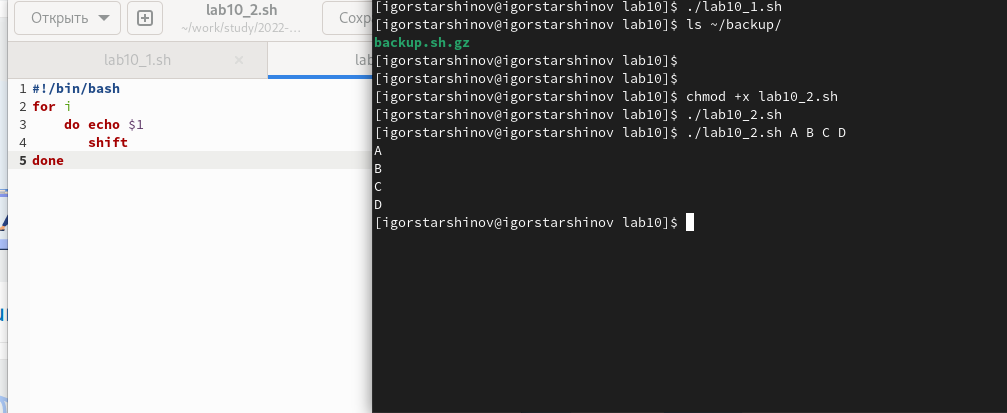 Открыть
lab10_2.sh
~/work/study/2022-...
Сохр
lab10_1.sh
×
lab
1 #!/bin/bash
2 for i
3     do echo $1
4        shift
5 done
[igorstarshinov@igorstarshinov lab10]$ ./lab10_1.sh
[igorstarshinov@igorstarshinov lab10]$ ls ~/backup/
backup.sh.gz
[igorstarshinov@igorstarshinov lab10]$
[igorstarshinov@igorstarshinov lab10]$
[igorstarshinov@igorstarshinov lab10]$ chmod +x lab10_2.sh
[igorstarshinov@igorstarshinov lab10]$ ./lab10_2.sh
[igorstarshinov@igorstarshinov lab10]$ ./lab10_2.sh A B C D
A
B
C
D
[igorstarshinov@igorstarshinov lab10]$